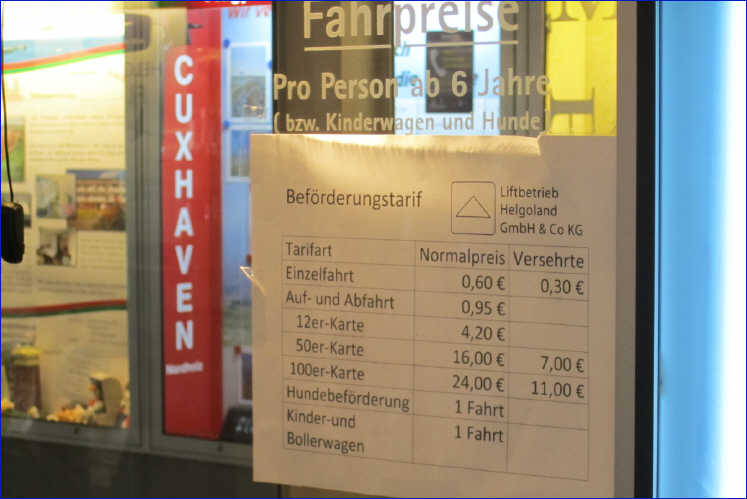 Fahrpreise
Pro Person ab 6 Jahre
( bzw. Kinderwagen und Hunde)
CUXHAVEN
Nordholz
Beförderungstarif
Liftbetrieb
Helgoland
GmbH & Co KG
Tarifart Normalpreis Versehrte
Einzelfahrt 0,60 € 0,30 €
Auf- und Abfahrt 0,95 €
12er-Karte 4,20 €
50er-Karte 16,00 € 7,00 €
100er-Karte 24,00 € 11,00 €
Hundebeförderung 1 Fahrt
Kinder-und 1 Fahrt
Bollerwagen